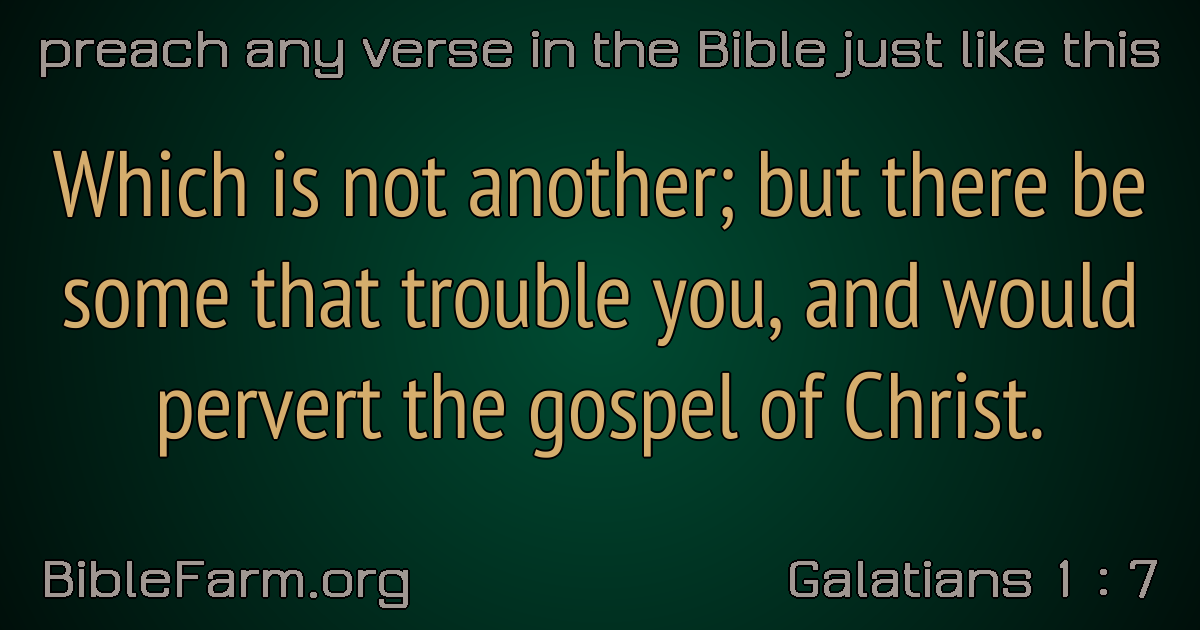 preach any verse in the Bible just like this
Which is not another; but there be
some that trouble you, and would
pervert the gospel of Christ.
BibleFarm.org
Galatians 1 : 7